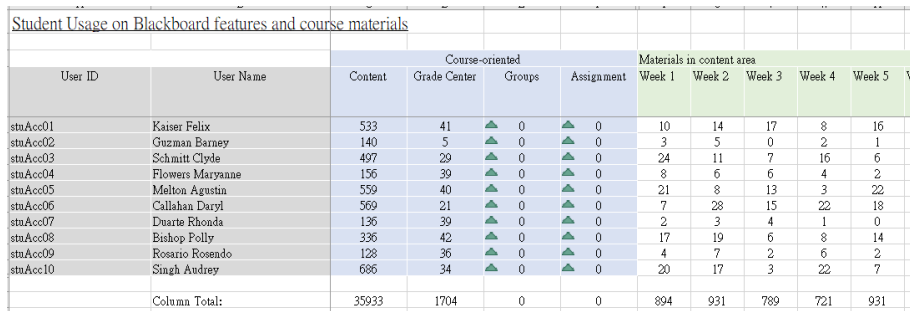 Student Usage on Blackboard features and course materials
Course-oriented Materials in content area
User ID User Name Content Grade Center Groups Assignment Week 1 Week 2 Week 3 Week 4 Week 5
stuAcc01 Kaiser Felix 533 41 0 0 10 14 17 8 16
stuAcc02 Guzman Barney 140 5 0 0 3 5 0 2 1
stuAcc03 Schmitt Clyde 497 29 0 0 24 11 7 16 6
stuAcc04 Flowers Maryanne 156 39 0 0 8 6 6 4 2
stuAcc05 Melton Agustin 559 40 0 0 21 8 13 3 22
stuAcc06 Callahan Daryl 569 21 0 0 7 28 15 22 18
stuAcc07 Duarte Rhonda 136 39 0 0 2 3 4 1 0
stuAcc08 Bishop Polly 336 42 0 0 17 19 6 8 14
stuAcc09 Rosario Rosendo 128 36 0 0 4 7 2 6 2
stuAcc10 Singh Audrey 686 34 0 0 20 17 3 22 7
Column Total: 35933 1704 0 0 894 931 789 721 931